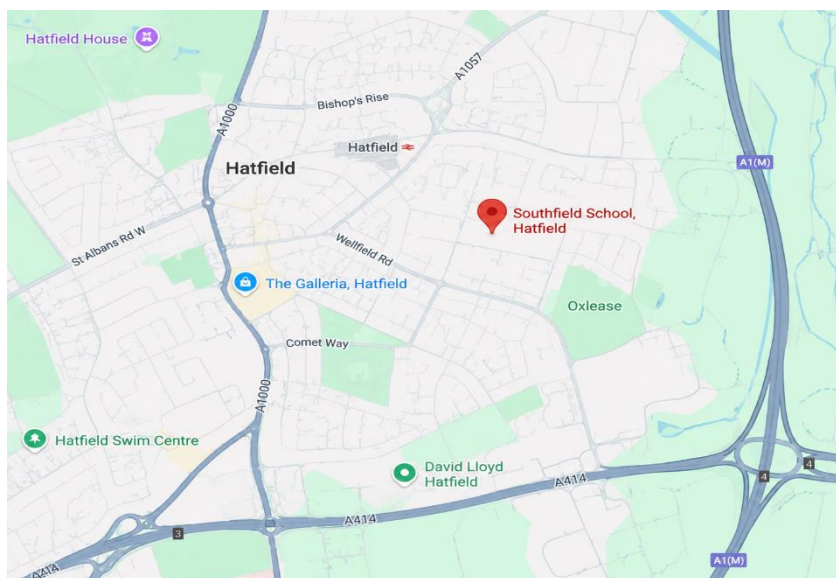 Hatfield House
A1057
Bishop's Rise
A1000
Hatfield
A1(M)
Hatfield
Southfield School,
Hatfield
St Albans Rd W
Wellfield Rd
The Galleria, Hatfield
Oxlease
Comet Way
A1000
Hatfield Swim Centre
David Lloyd
Hatfield
4
4
A414
A414
3
A1(M)
A414